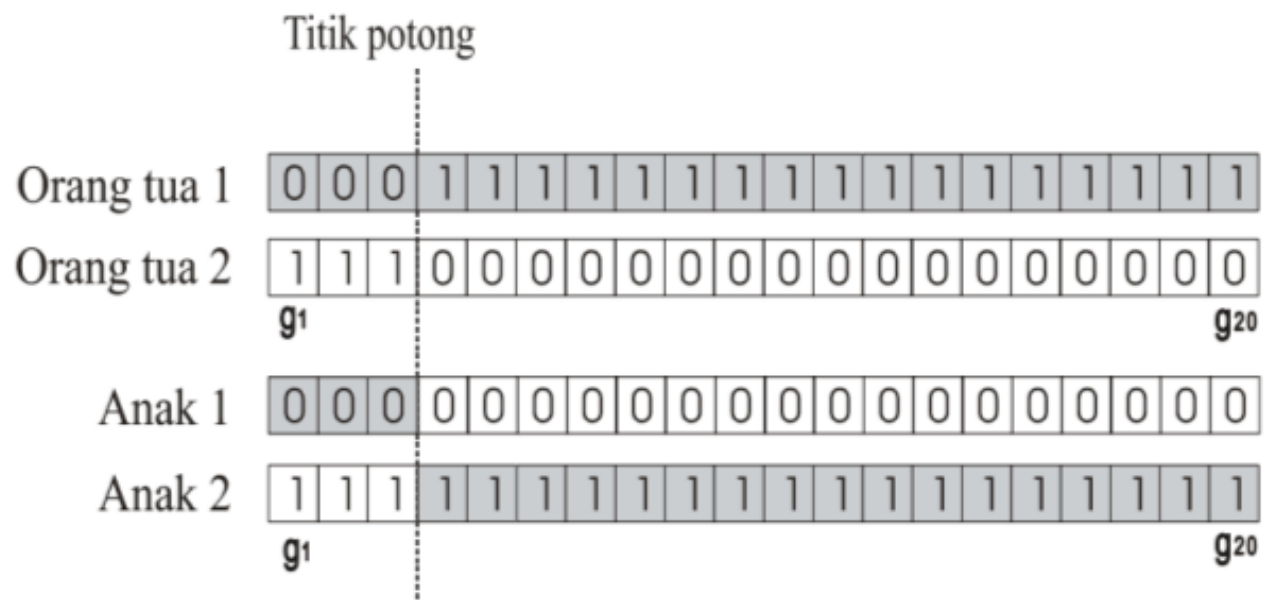 Titik potong
Orang tua 1 0 0 0 1 1 1 1 1 1 1 1 1 1 1 1 1 1 1 1 1
Orang tua 2 1 1 1 0 0 0 0 0 0 0 0 0 0 0 0 0 0 0 0 0
g1 g20
Anak 1 0 0 0 0 0 0 0 0 0 0 0 0 0 0 0 0 0 0 0 0
Anak 2 1 1 1 1 1 1 1 1 1 1 1 1 1 1 1 1 1 1 1 1
g1 g20